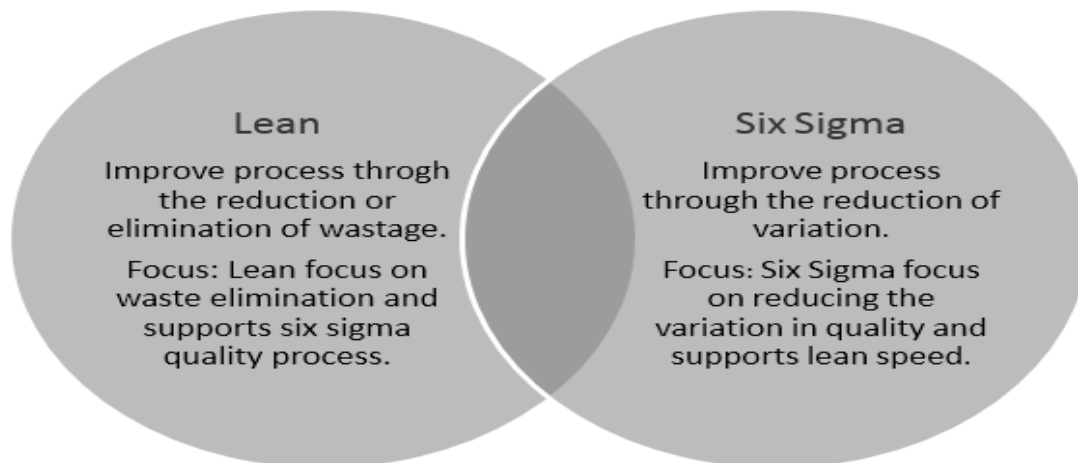 Lean
Improve process throgh
the reduction or
elimination of wastage.
Focus: Lean focus on
waste elimination and
supports six sigma
quality process.
Six Sigma
Improve process
through the reduction of
variation.
Focus: Six Sigma focus
on reducing the
variation in quality and
supports lean speed.